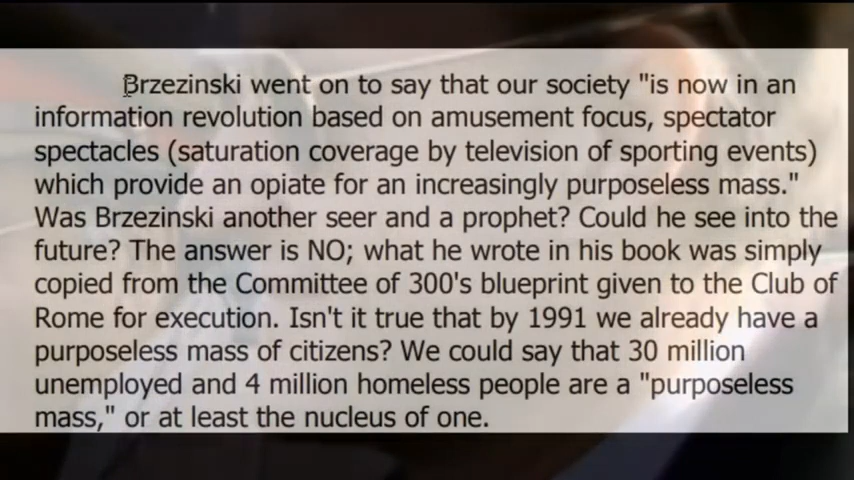 Brzezinski went on to say that our society "is now in an
information revolution based on amusement focus, spectator
spectacles (saturation coverage by television of sporting events)
which provide an opiate for an increasingly purposeless mass."
Was Brzezinski another seer and a prophet? Could he see into the
future? The answer is NO; what he wrote in his book was simply
copied from the Committee of 300's blueprint given to the Club of
Rome for execution. Isn't it true that by 1991 we already have a
purposeless mass of citizens? We could say that 30 million
unemployed and 4 million homeless people are a "purposeless
mass," or at least the nucleus of one.